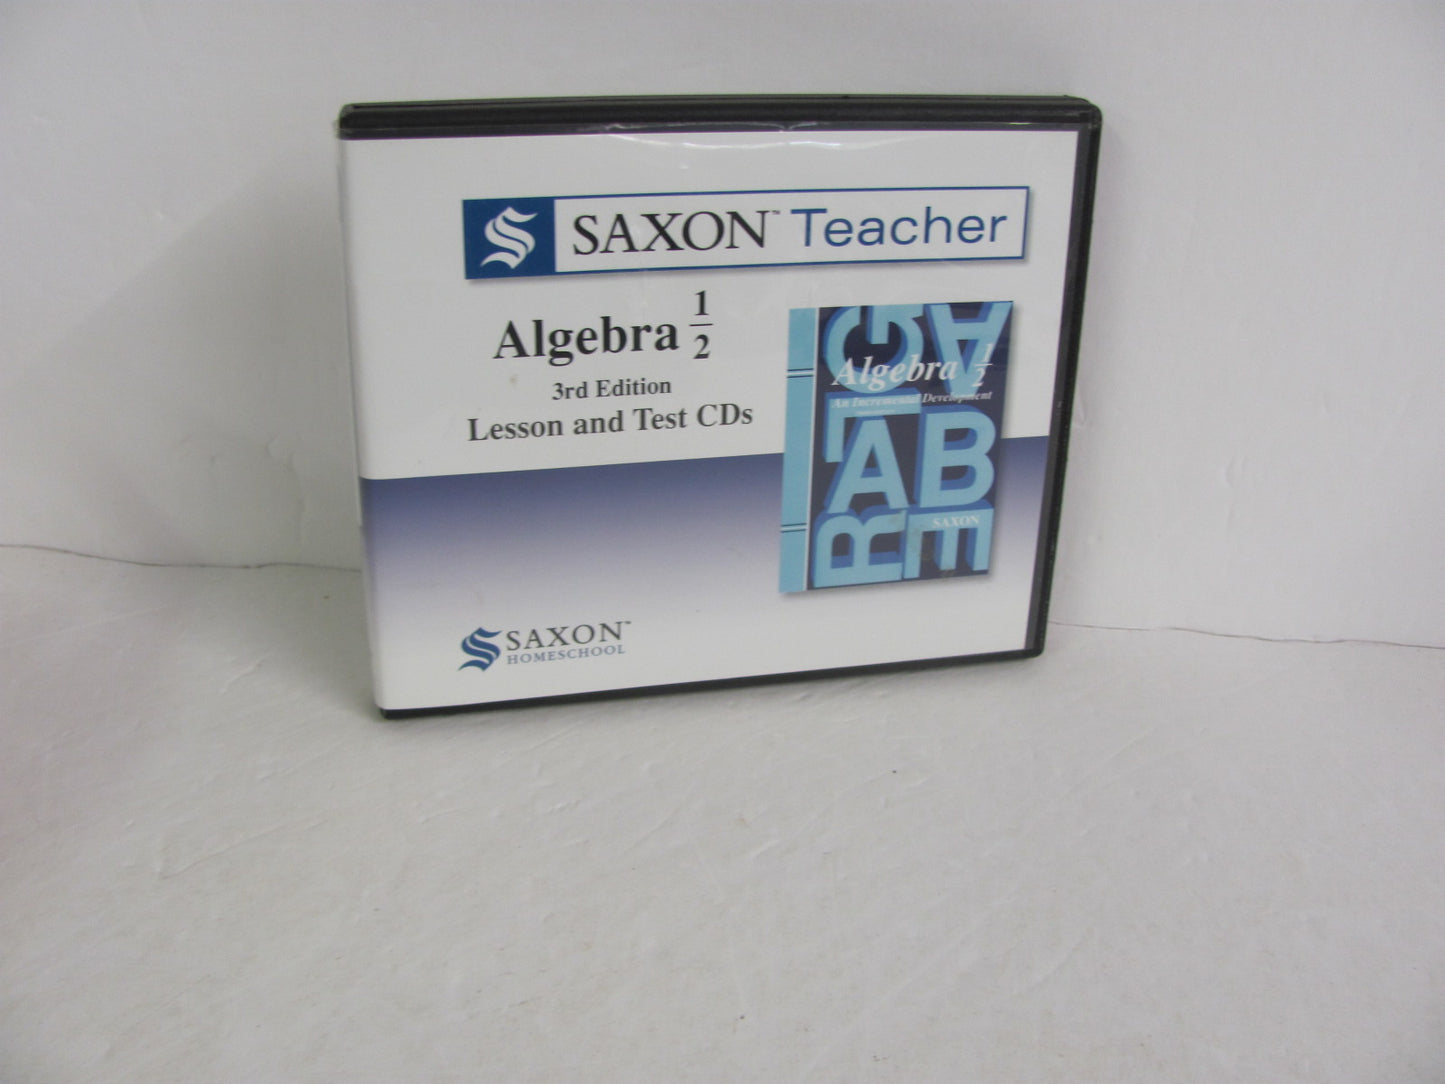 SAXON™ Teacher
Algebra 1/2
3rd Edition
Lesson and Test CDs
Algebra 1/2
An Incremental Development
ALGEBRA
SAXON
SAXON™
HOMESCHOOL